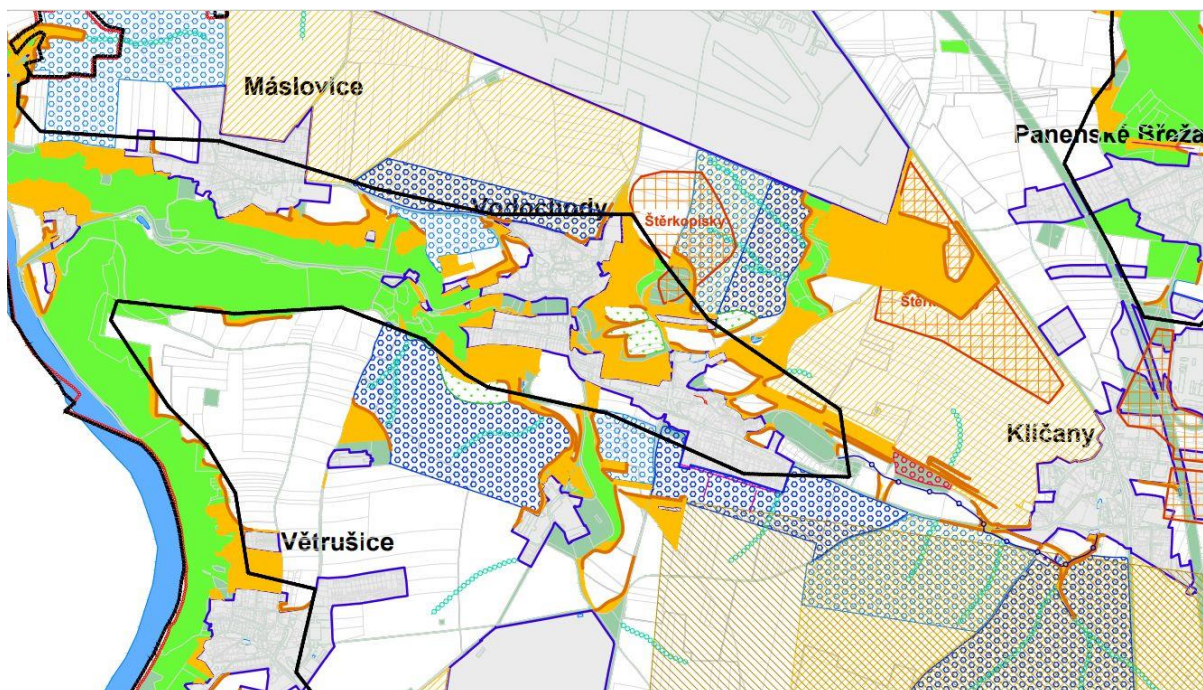 Máslovice
Panenské Břeža
Vodochody
Štěrkopísky
Klíčany
Větrušice